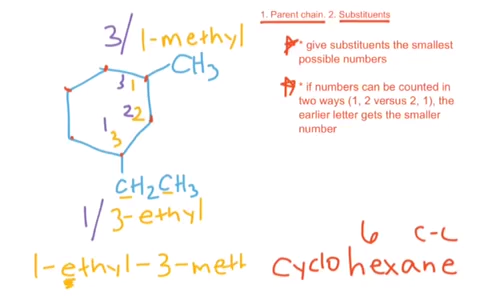 1. Parent chain. 2. Substituents
* give substituents the smallest
possible numbers
* if numbers can be counted in
two ways (1, 2 versus 2, 1), the
earlier letter gets the smaller
number
3/ 1-methyl
CH3
3 1
2 2
1 3
CH2CH3
1/ 3-ethyl
6 C-C
1-ethyl-3-meth cyclohexane